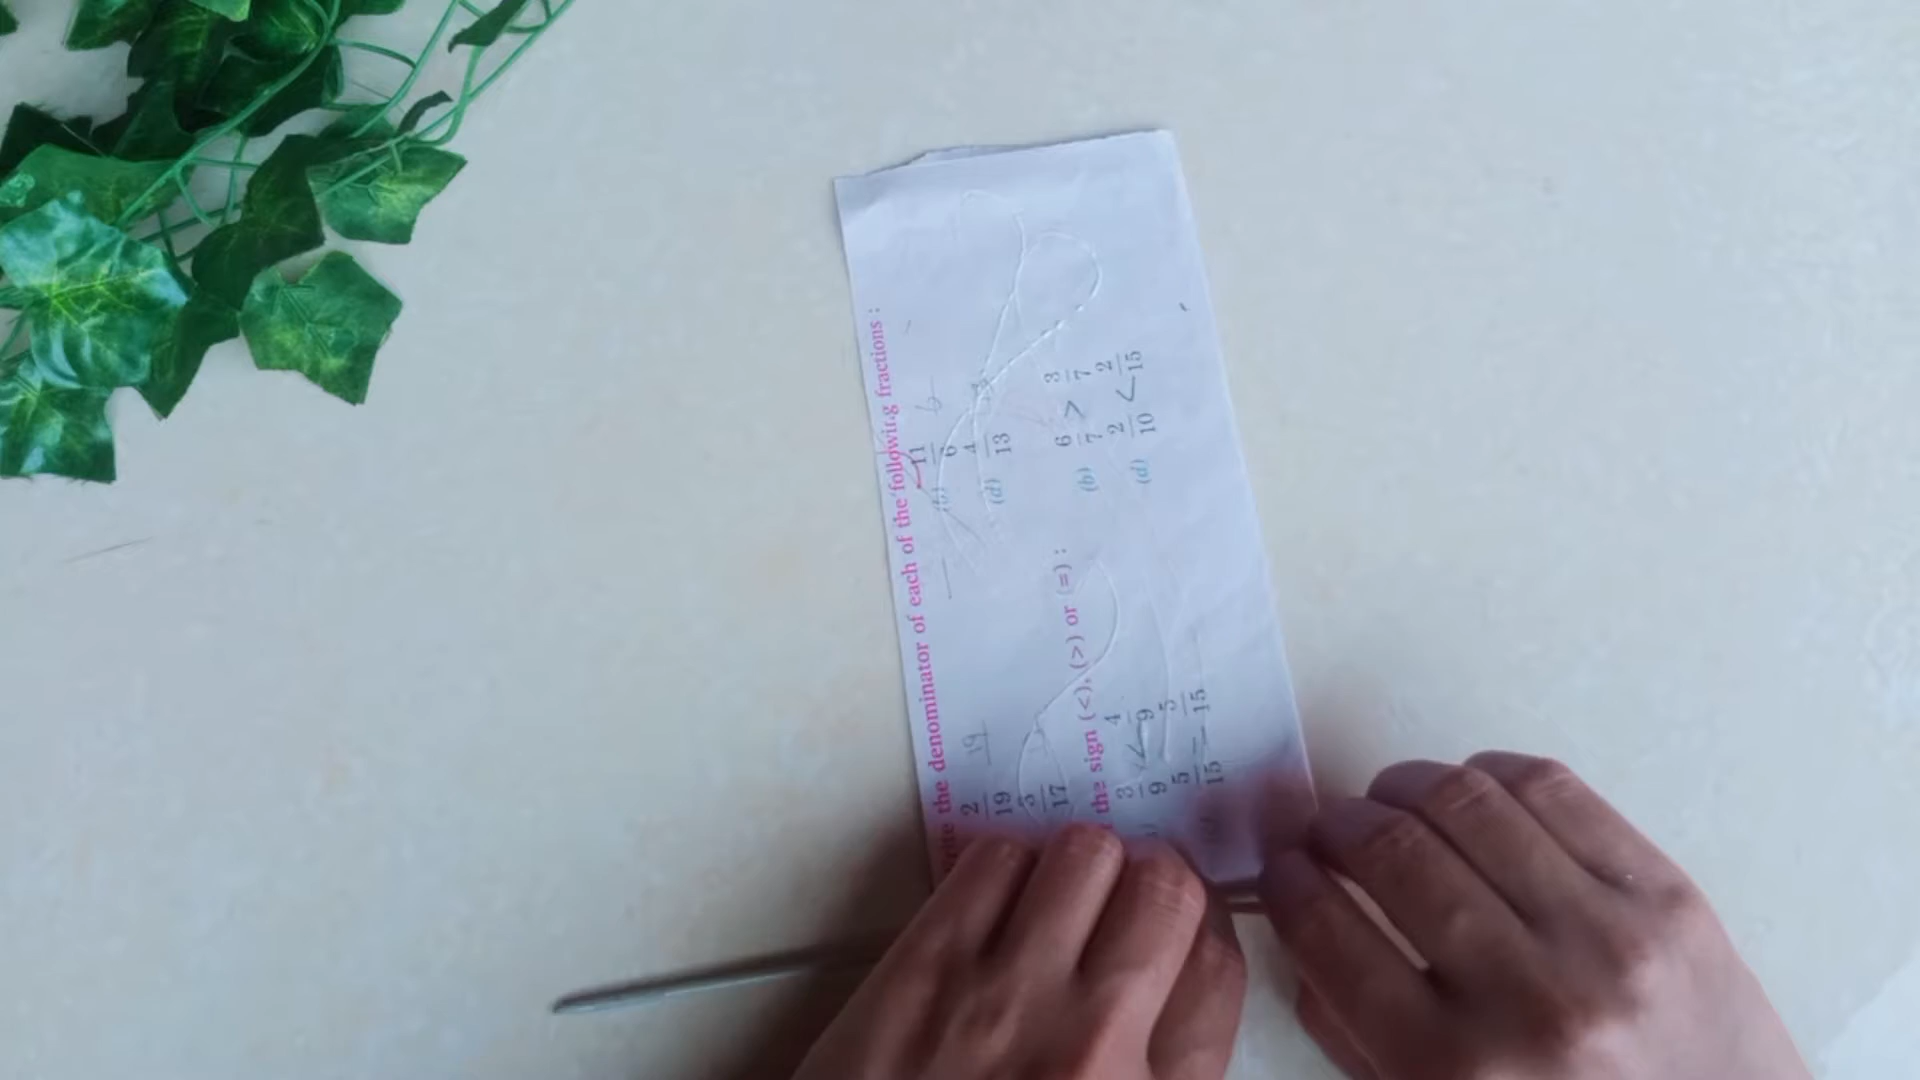 the denominator of each of the following fractions :
2/19 19 (b) 11/6 6
3/17 (d) 4/13
the sign (<), (>) or (=) :
3/9 < 4/9 (b) 6/7 > 3/7
5/15 = 5/15 (d) 2/10 < 2/15